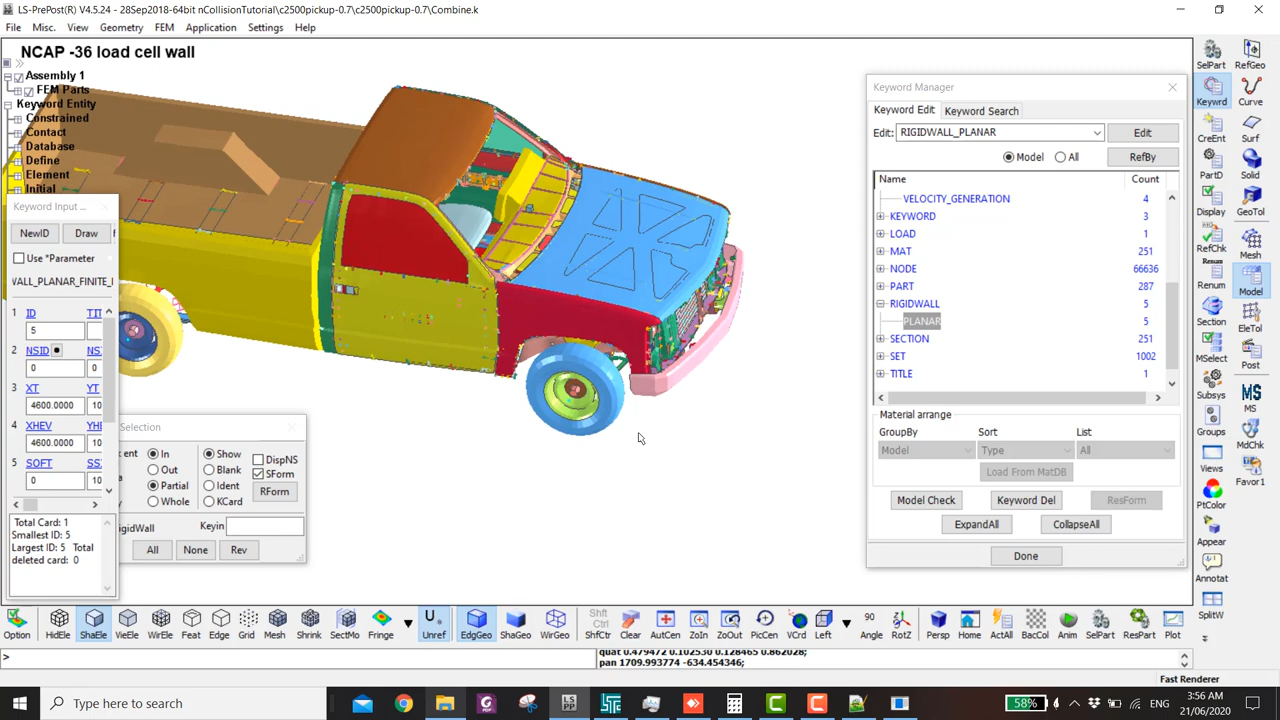 LS-PrePost(R) V4.5.24 - 28Sep2018-64bit nCollisionTutorial\c2500pickup-0.7\c2500pickup-0.7\Combine.k
File Misc. View Geometry FEM Application Settings Help
NCAP -36 load cell wall
Assembly 1
FEM Parts
Keyword Entity
Constrained
Contact
Database
Define
Element
Initial
Keyword Input ...
NewID Draw
Use *Parameter
1 ID
5
2 NSID
0 0
3 XT YT
4600.0000 10
4 XHEV
4600.0000 10
5 SOFT
0 0
Total Card: 1
Smallest ID: 5
Largest ID: 5 Total
deleted card: 0
Selection
In Show DispNS
Out Blank SForm
Partial Ident RForm
Whole KCard
Keyin
All None Rev
Keyword Manager
Keyword Edit Keyword Search
Edit: RIGIDWALL_PLANAR Edit
Model All RefBy
Name Count
VELOCITY_GENERATION 4
KEYWORD 3
LOAD 1
MAT 251
NODE 66636
PART 287
RIGIDWALL 5
PLANAR 5
SECTION 251
SET 1002
TITLE 1
Material arrange
GroupBy Sort List
Model Type All
Load From MatDB
Model Check Keyword Del ResForm
ExpandAll CollapseAll
Done
SelPart RefGeo
Keywrd Curve
CreEnt Surf
PartD Solid
Display GeoTol
RefChk Mesh
Renum
Renum Model
Section EleTol
MSelect Post
Subsys MS
MS
Groups MdChk
Views Favor1
PtColor
Appear
Annotat
SplitW
Option HidEle ShaEle VieEle WirEle Feat Edge Grid Mesh Shrink SectMo Fringe Unref EdgGeo ShaGeo WirGeo Shft Ctrl ShfCtr Clear AutCen ZoIn ZoOut PicCen VCrd Left 90 Angle RotZ Persp Home ActAll BacCol Anim SelPart ResPart Plot
>
quat 0.479472 0.102530 0.128465 0.862028;
pan 1709.993774 -634.454346;
Fast Renderer
Type here to search
58%
ENG
3:56 AM
21/06/2020